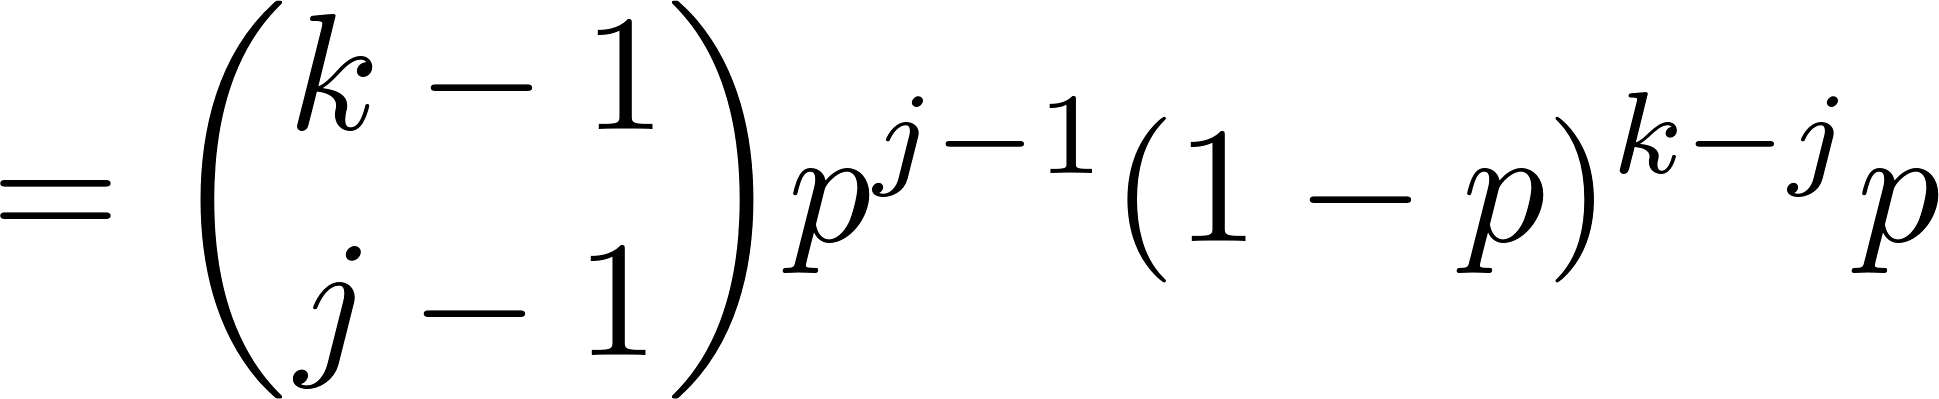 $= \binom{k-1}{j-1} p^{j-1} (1-p)^{k-j} p$